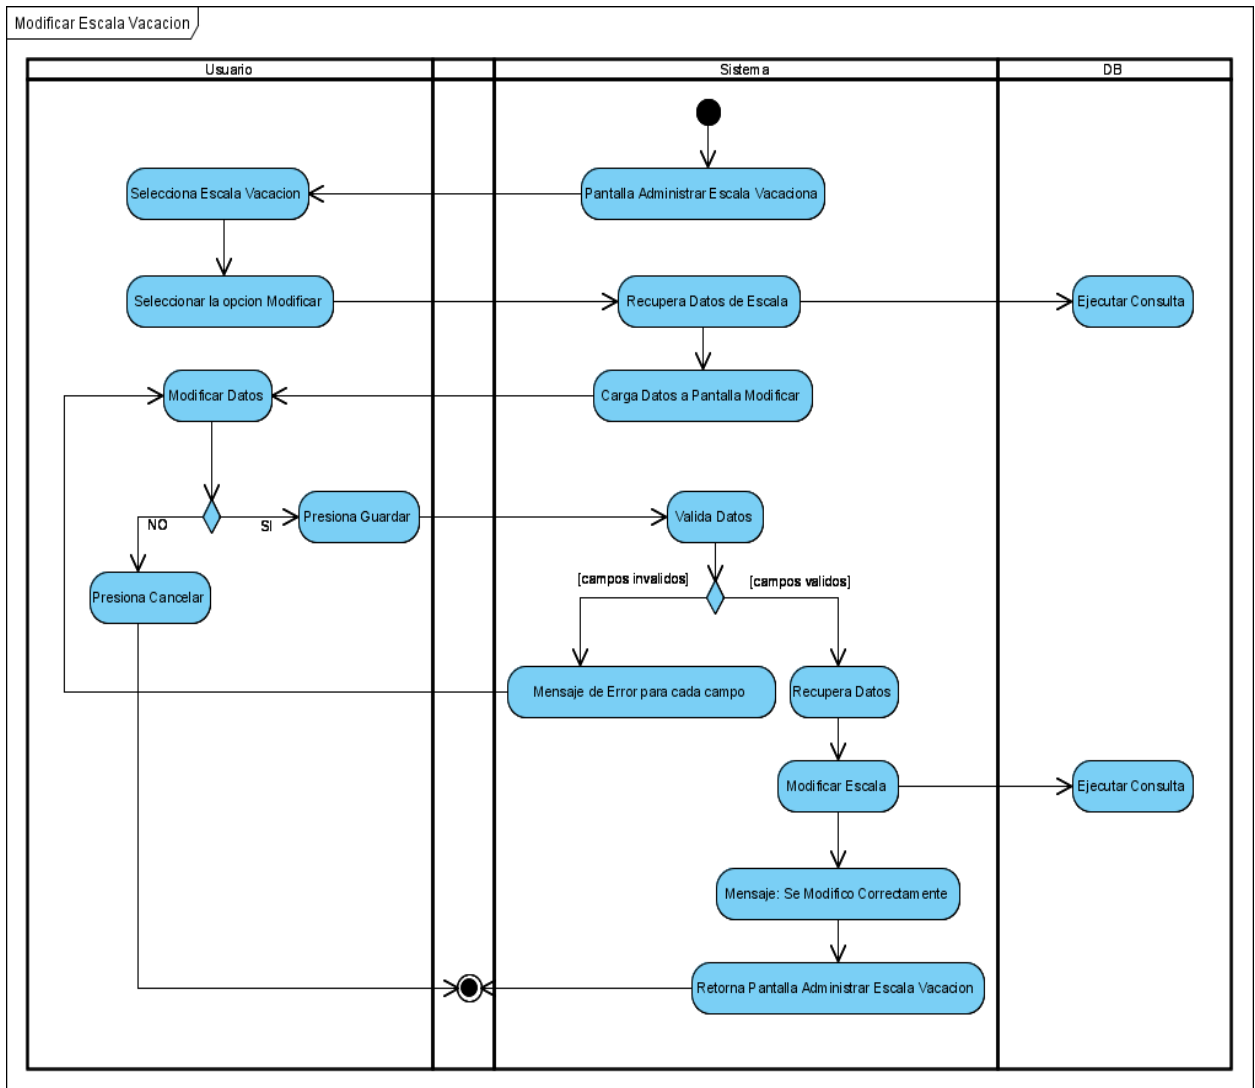 Modificar Escala Vacacion
Usuario
Sistema
DB
Selecciona Escala Vacacion
Pantalla Administrar Escala Vacaciona
Seleccionar la opcion Modificar
Recupera Datos de Escala
Ejecutar Consulta
Modificar Datos
Carga Datos a Pantalla Modificar
NO
SI
Presiona Guardar
Valida Datos
[campos invalidos]
[campos validos]
Presiona Cancelar
Mensaje de Error para cada campo
Recupera Datos
Modificar Escala
Ejecutar Consulta
Mensaje: Se Modifico Correctamente
Retorna Pantalla Administrar Escala Vacacion